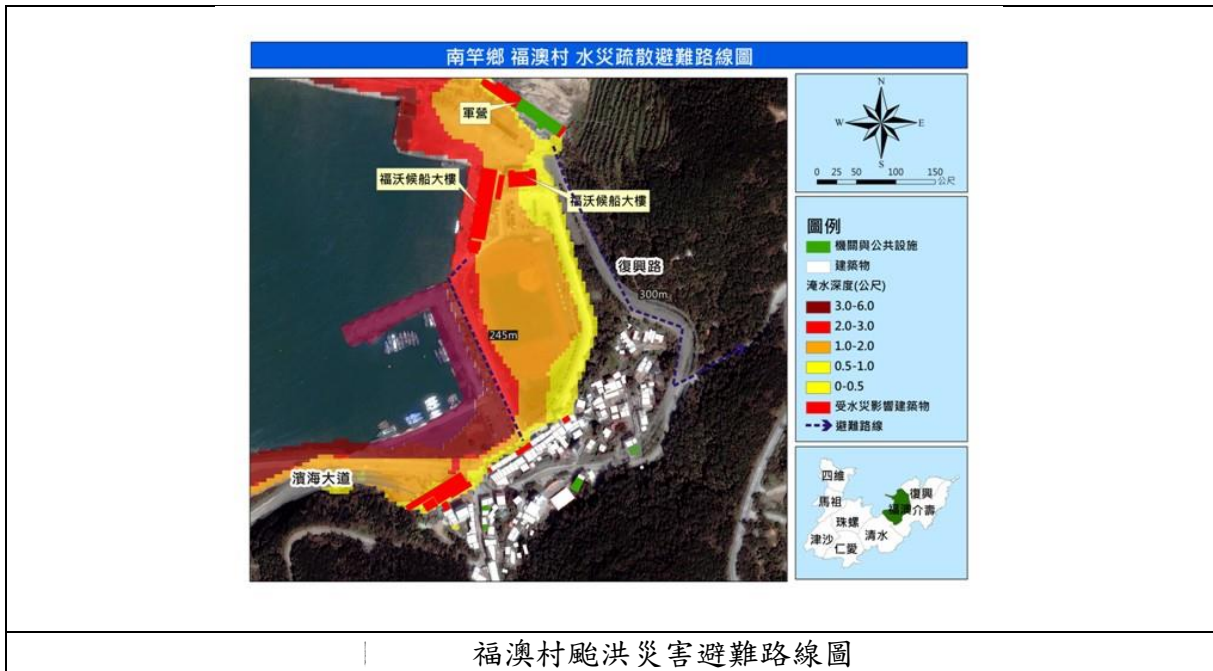 南竿鄉 福澳村 水災疏散避難路線圖
軍營
福沃候船大樓
福沃候船大樓
復興路
300m
245m
濱海大道
N
W
E
S
0 25 50 100 150
公尺
圖例
機關與公共設施
建築物
淹水深度(公尺)
3.0-6.0
2.0-3.0
1.0-2.0
0.5-1.0
0-0.5
受水災影響建築物
避難路線
四維
馬祖
復興
福澳
介壽
珠螺
清水
津沙
仁愛
福澳村颱洪災害避難路線圖